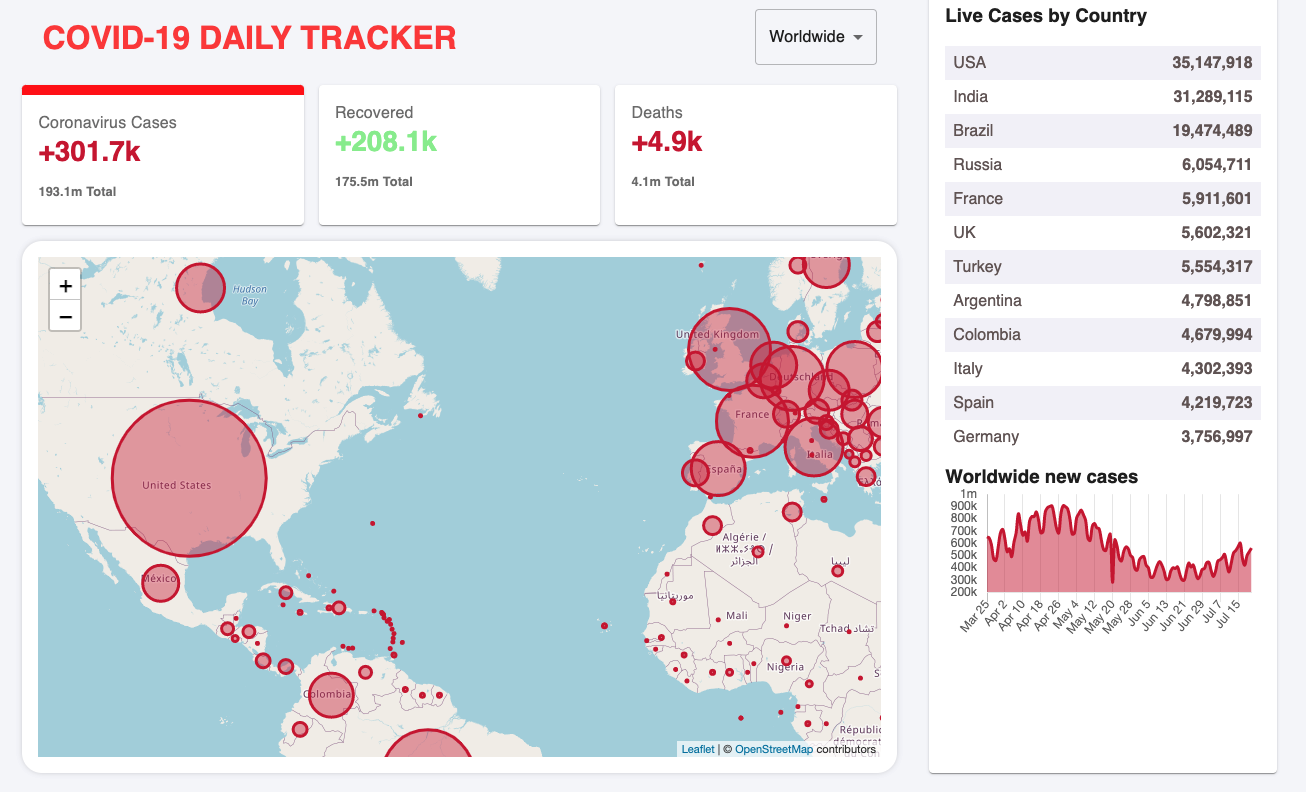 COVID-19 DAILY TRACKER
Worldwide
Coronavirus Cases
+301.7k
193.1m Total
Recovered
+208.1k
175.5m Total
Deaths
+4.9k
4.1m Total
+
−
Hudson
Bay
United Kingdom
Deutschland
France
España
Italia
United States
México
Algérie /
ⵍⵣⵣⴰⵢⴻⵔ /
الجزائر
ليبيا
موريتانيا
Mali
Niger
Tchad تشاد
Nigeria
Colombia
Leaflet | © OpenStreetMap contributors
Live Cases by Country
USA 35,147,918
India 31,289,115
Brazil 19,474,489
Russia 6,054,711
France 5,911,601
UK 5,602,321
Turkey 5,554,317
Argentina 4,798,851
Colombia 4,679,994
Italy 4,302,393
Spain 4,219,723
Germany 3,756,997
Worldwide new cases
1m
900k
800k
700k
600k
500k
400k
300k
200k
Mar 25
Apr 2
Apr 10
Apr 18
Apr 26
May 4
May 12
May 20
May 28
Jun 5
Jun 13
Jun 21
Jun 29
Jul 7
Jul 15